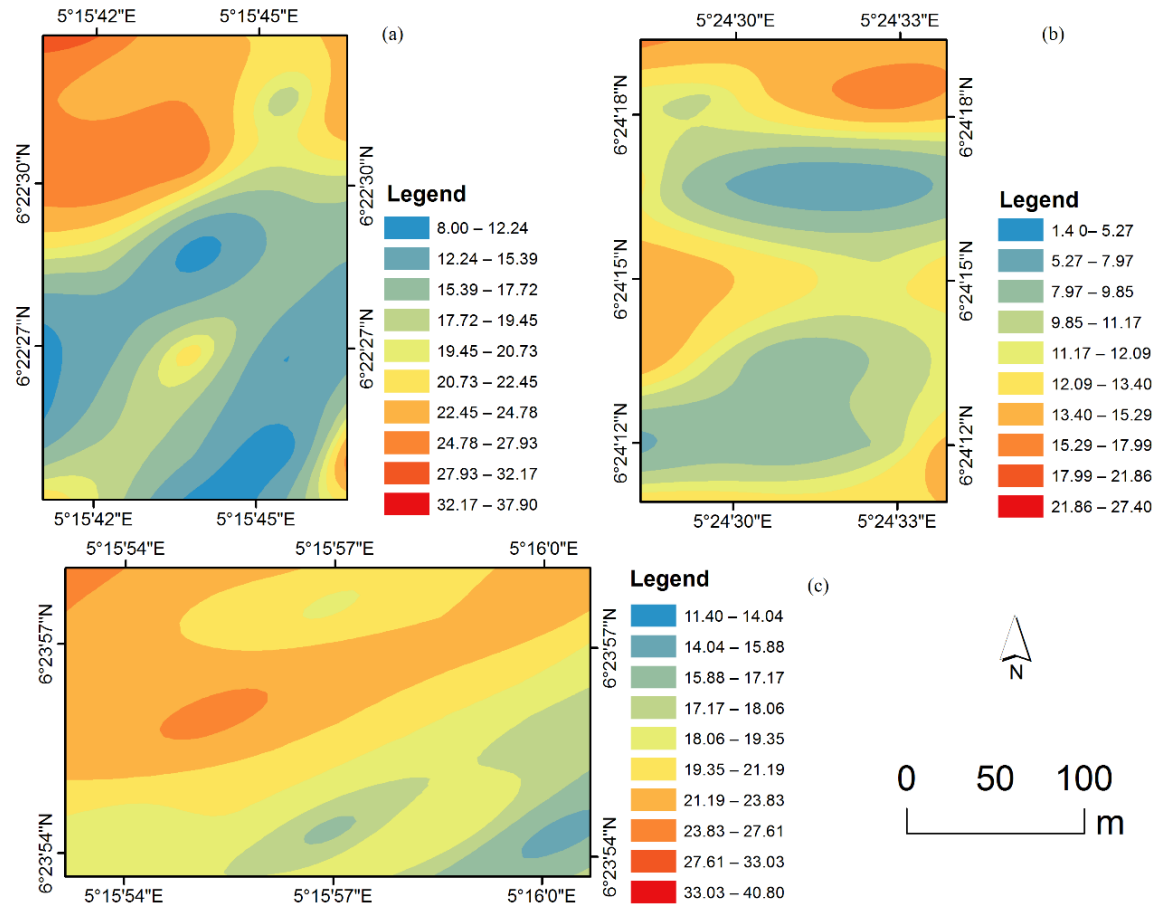 5°15'42"E 5°15'45"E
(a)
6°22'30"N 6°22'27"N
6°22'30"N 6°22'27"N
5°15'42"E 5°15'45"E
Legend
8.00 – 12.24
12.24 – 15.39
15.39 – 17.72
17.72 – 19.45
19.45 – 20.73
20.73 – 22.45
22.45 – 24.78
24.78 – 27.93
27.93 – 32.17
32.17 – 37.90
5°24'30"E 5°24'33"E
(b)
6°24'18"N 6°24'15"N 6°24'12"N
6°24'18"N 6°24'15"N 6°24'12"N
5°24'30"E 5°24'33"E
Legend
1.4 0– 5.27
5.27 – 7.97
7.97 – 9.85
9.85 – 11.17
11.17 – 12.09
12.09 – 13.40
13.40 – 15.29
15.29 – 17.99
17.99 – 21.86
21.86 – 27.40
5°15'54"E 5°15'57"E 5°16'0"E
6°23'57"N 6°23'54"N
6°23'57"N 6°23'54"N
5°15'54"E 5°15'57"E 5°16'0"E
Legend
(c)
11.40 – 14.04
14.04 – 15.88
15.88 – 17.17
17.17 – 18.06
18.06 – 19.35
19.35 – 21.19
21.19 – 23.83
23.83 – 27.61
27.61 – 33.03
33.03 – 40.80
N
0 50 100
m